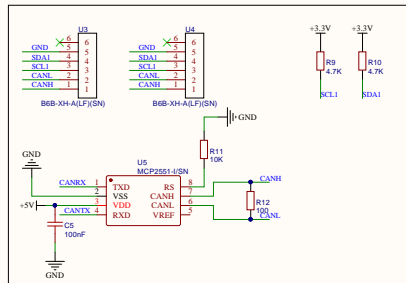 U3
6
GND 5
SDA1 4
SCL1 3
CANL 2
CANH 1
B6B-XH-A(LF)(SN)
U4
6
GND 5
SDA1 4
SCL1 3
CANL 2
CANH 1
B6B-XH-A(LF)(SN)
+3.3V
R9
4.7K
SCL1
+3.3V
R10
4.7K
SDA1
GND
R11
10K
U5
MCP2551-I/SN
GND
CANRX 1 TXD RS 8
2 VSS CANH 7 CANH
+5V 3 VDD CANL 6
CANTX 4 RXD VREF 5
R12
100
CANL
C5
100nF
GND